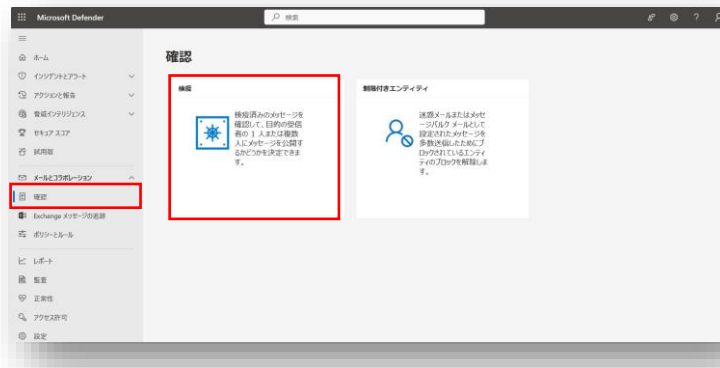 Microsoft Defender
検索
ホーム
インシデントとアラート
アクションと報告
脅威インテリジェンス
セキュア スコア
試用版
メールとコラボレーション
確認
Exchange メッセージの追跡
ポリシーとルール
レポート
監査
正常性
アクセス許可
設定
確認
検疫
検疫済みのメッセージを
確認して、目的の受信
者の 1 人または複数
人にメッセージを公開す
るかどうかを決定できま
す。
制限付きエンティティ
迷惑メールまたはメッセ
ージバルク メールとして
設定されたメッセージを
多数送信したためにブ
ロックされているエンティ
ティのブロックを解除しま
す。